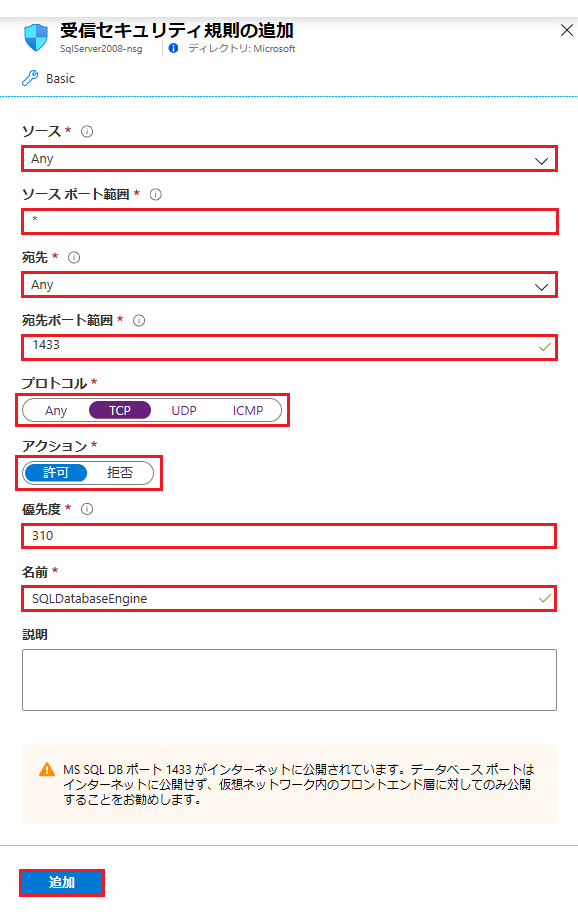 受信セキュリティ規則の追加
SqlServer2008-nsg
ディレクトリ: Microsoft
Basic
ソース *
Any
ソース ポート範囲 *
*
宛先 *
Any
宛先ポート範囲 *
1433
プロトコル *
Any TCP UDP ICMP
アクション *
許可 拒否
優先度 *
310
名前 *
SQLDatabaseEngine
説明
MS SQL DB ポート 1433 がインターネットに公開されています。データベース ポートは
インターネットに公開せず、仮想ネットワーク内のフロントエンド層に対してのみ公開
することをお勧めします。
追加